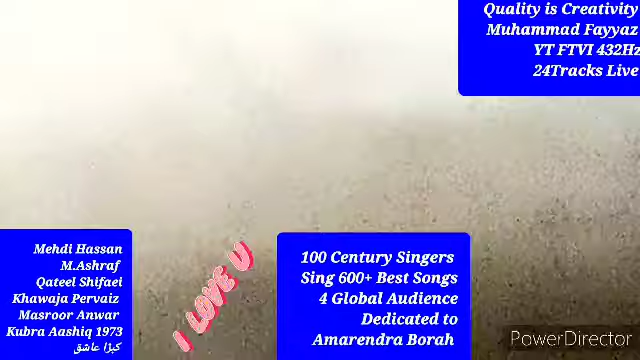 Quality is Creativity
Muhammad Fayyaz
YT FTVI 432Hz
24Tracks Live
Mehdi Hassan
M.Ashraf
Qateel Shifaei
Khawaja Pervaiz
Masroor Anwar
Kubra Aashiq 1973
کبڑا عاشق
I LOVE U
100 Century Singers
Sing 600+ Best Songs
4 Global Audience
Dedicated to
Amarendra Borah
PowerDirector